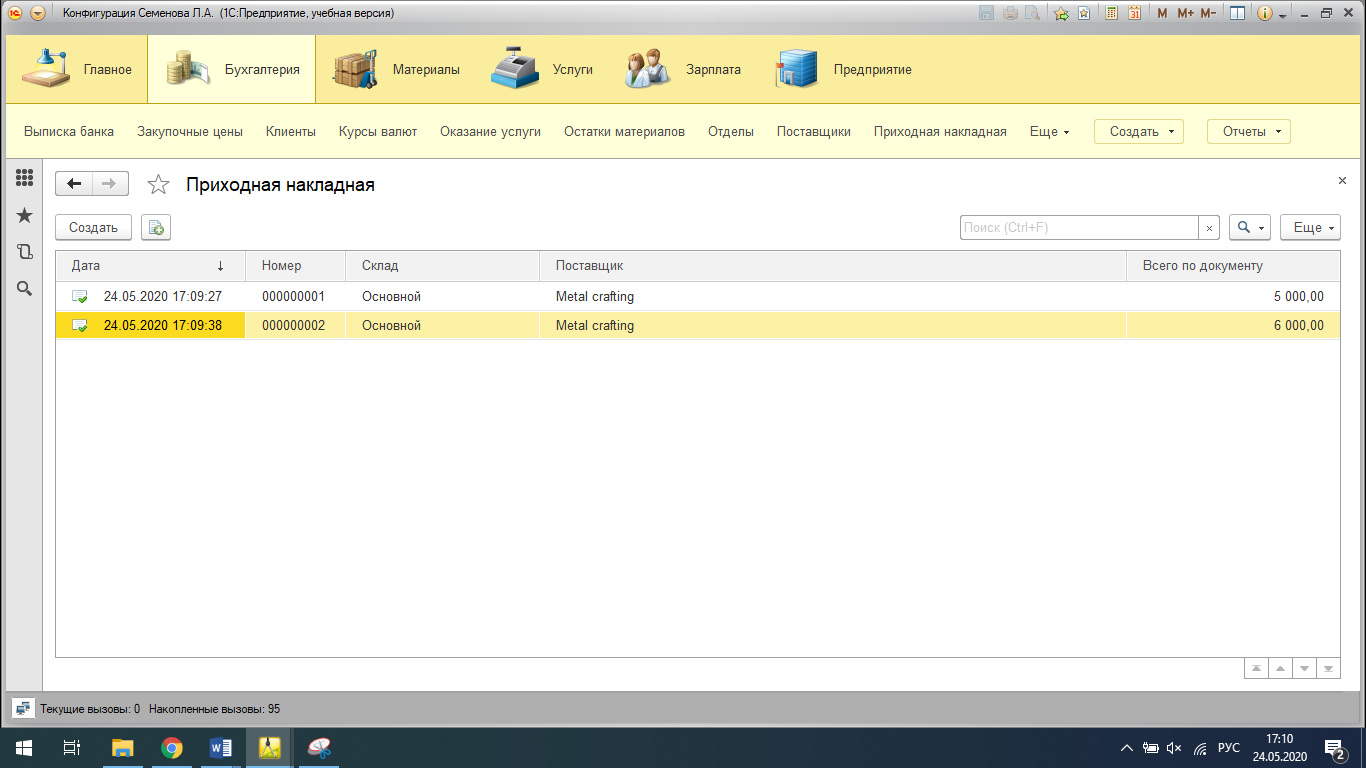 Конфигурация Семенова Л.А. (1С:Предприятие, учебная версия)
M M+ M-
Главное Бухгалтерия Материалы Услуги Зарплата Предприятие
Выписка банка Закупочные цены Клиенты Курсы валют Оказание услуги Остатки материалов Отделы Поставщики Приходная накладная Еще Создать Отчеты
Приходная накладная
Создать Поиск (Ctrl+F) × Еще
Дата ↓ Номер Склад Поставщик Всего по документу
24.05.2020 17:09:27 000000001 Основной Metal crafting 5 000,00
24.05.2020 17:09:38 000000002 Основной Metal crafting 6 000,00
Текущие вызовы: 0 Накопленные вызовы: 95
РУС 17:10
24.05.2020 2